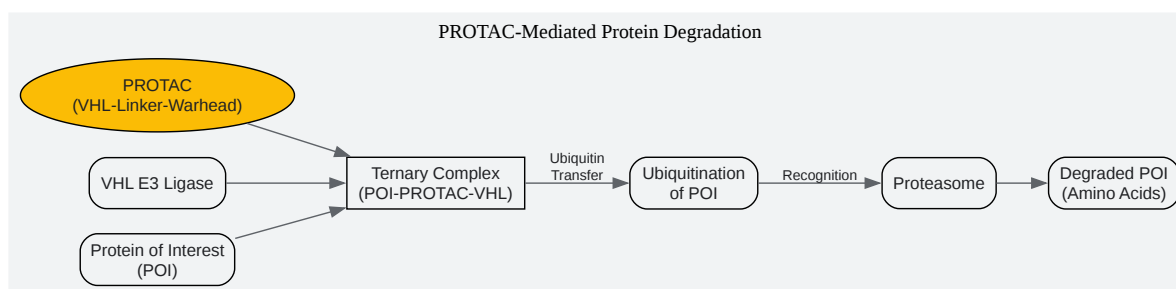 PROTAC-Mediated Protein Degradation
PROTAC
(VHL-Linker-Warhead)
VHL E3 Ligase
Protein of Interest
(POI)
Ternary Complex
(POI-PROTAC-VHL)
Ubiquitin
Transfer
Ubiquitination
of POI
Recognition
Proteasome
Degraded POI
(Amino Acids)